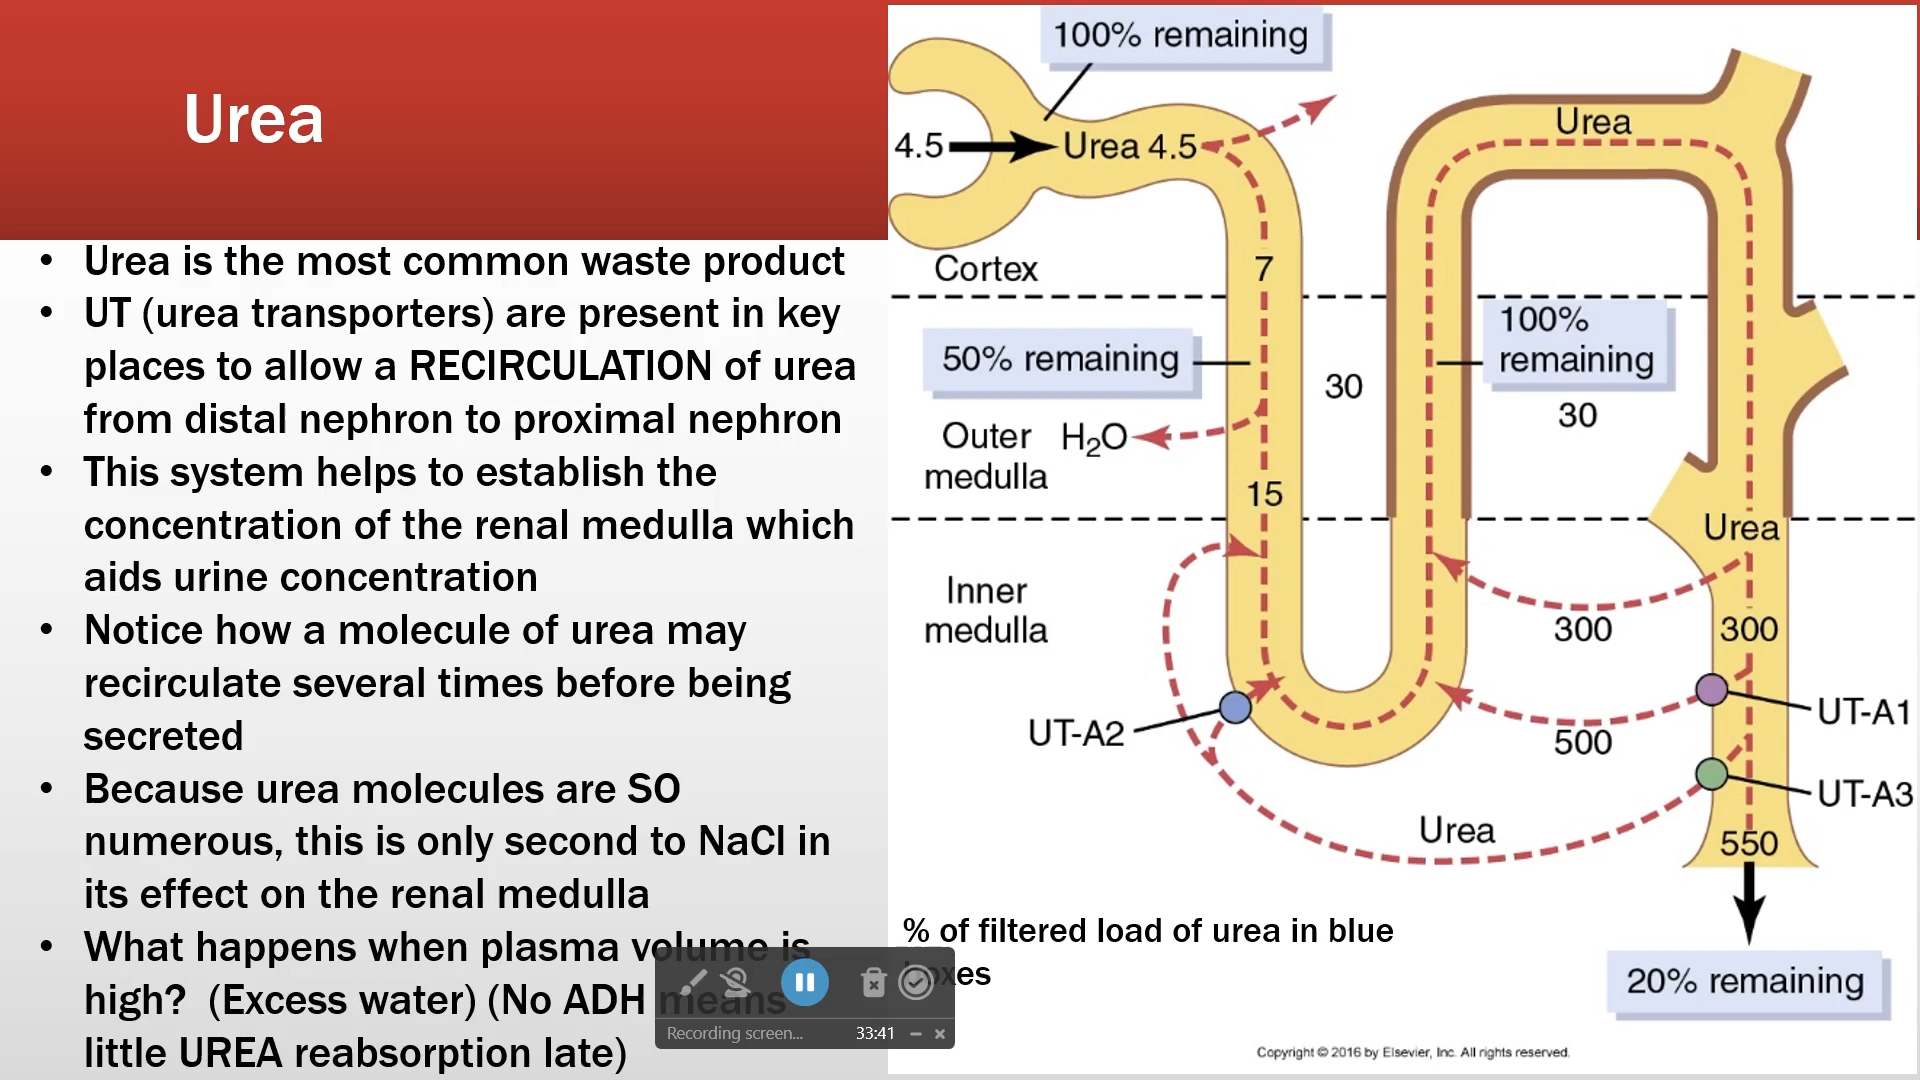 Urea
• Urea is the most common waste product
• UT (urea transporters) are present in key
places to allow a RECIRCULATION of urea
from distal nephron to proximal nephron
• This system helps to establish the
concentration of the renal medulla which
aids urine concentration
• Notice how a molecule of urea may
recirculate several times before being
secreted
• Because urea molecules are SO
numerous, this is only second to NaCl in
its effect on the renal medulla
• What happens when plasma volume is
high? (Excess water) (No ADH means
little UREA reabsorption late)
100% remaining
4.5
Urea 4.5
Urea
Cortex
7
50% remaining
30
100%
remaining
30
Outer
medulla
H₂O
15
Urea
Inner
medulla
300
300
UT-A2
UT-A1
500
UT-A3
Urea
550
% of filtered load of urea in blue
boxes
20% remaining
Recording screen...
33:41
Copyright © 2016 by Elsevier, Inc. All rights reserved.